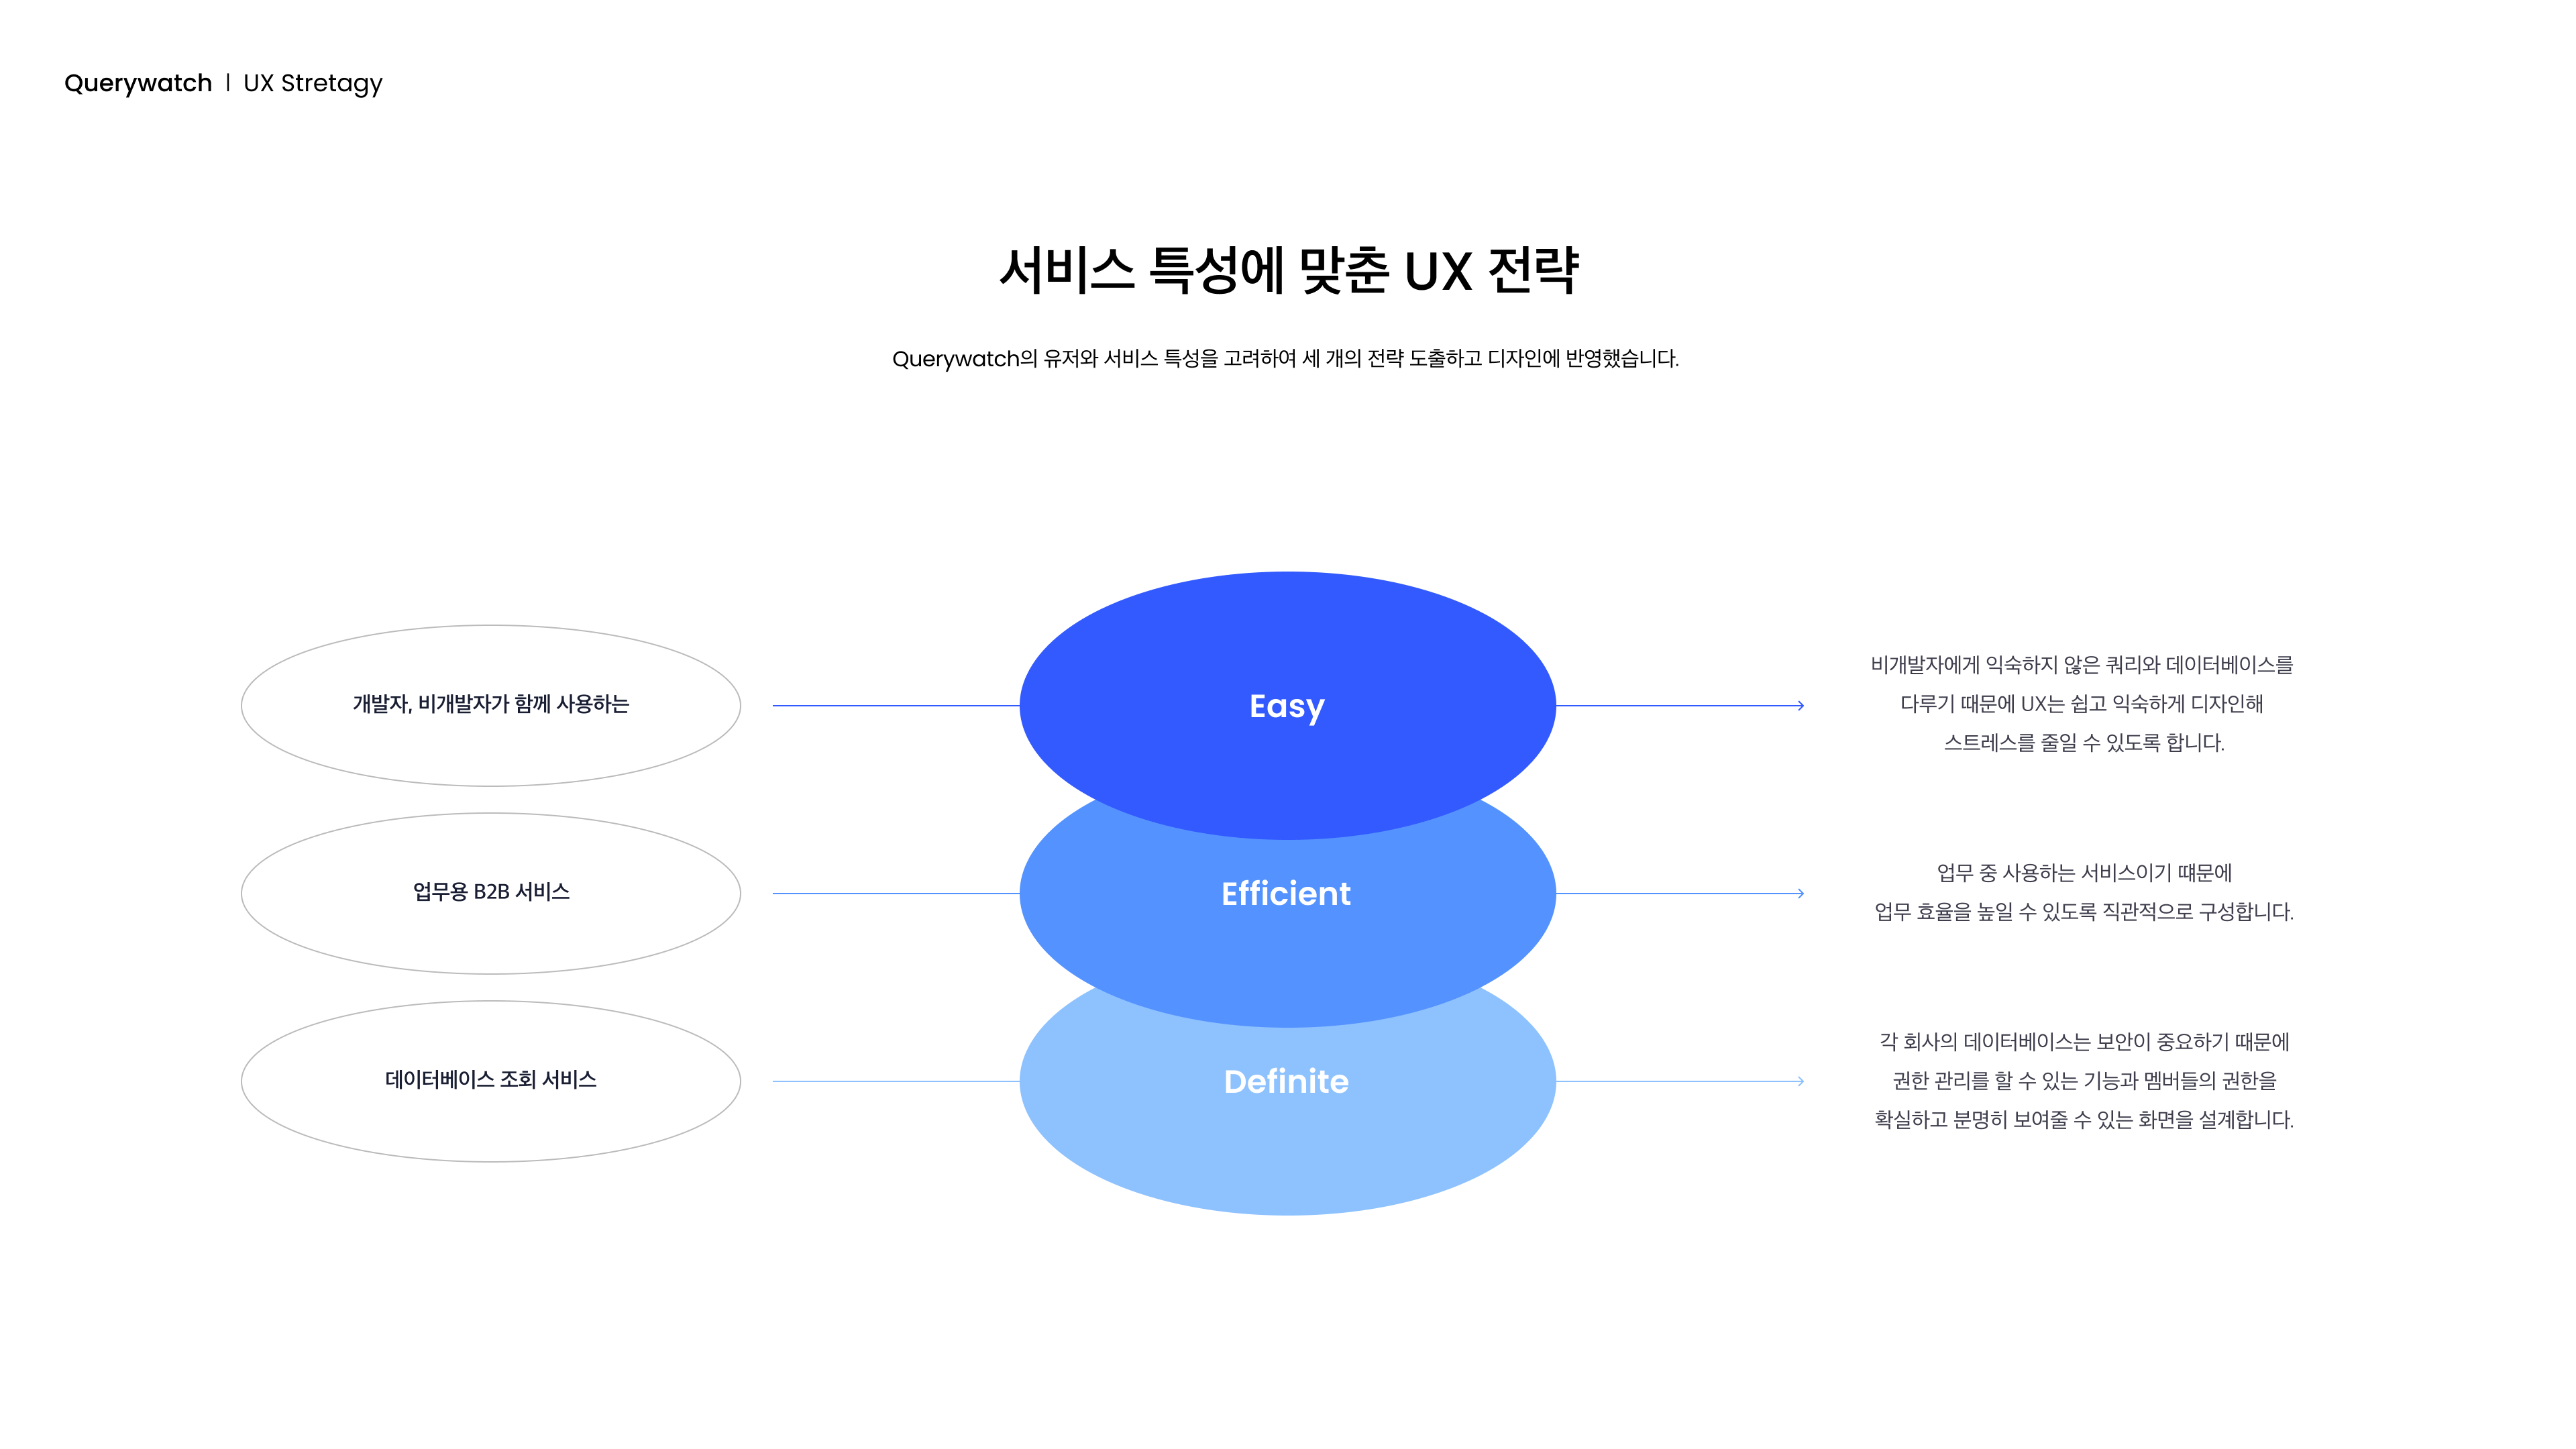 Querywatch | UX Stretagy
서비스 특성에 맞춘 UX 전략
Querywatch의 유저와 서비스 특성을 고려하여 세 개의 전략 도출하고 디자인에 반영했습니다.
개발자, 비개발자가 함께 사용하는
Easy
비개발자에게 익숙하지 않은 쿼리와 데이터베이스를
다루기 때문에 UX는 쉽고 익숙하게 디자인해
스트레스를 줄일 수 있도록 합니다.
업무용 B2B 서비스
Efficient
업무 중 사용하는 서비스이기 떄문에
업무 효율을 높일 수 있도록 직관적으로 구성합니다.
데이터베이스 조회 서비스
Definite
각 회사의 데이터베이스는 보안이 중요하기 때문에
권한 관리를 할 수 있는 기능과 멤버들의 권한을
확실하고 분명히 보여줄 수 있는 화면을 설계합니다.